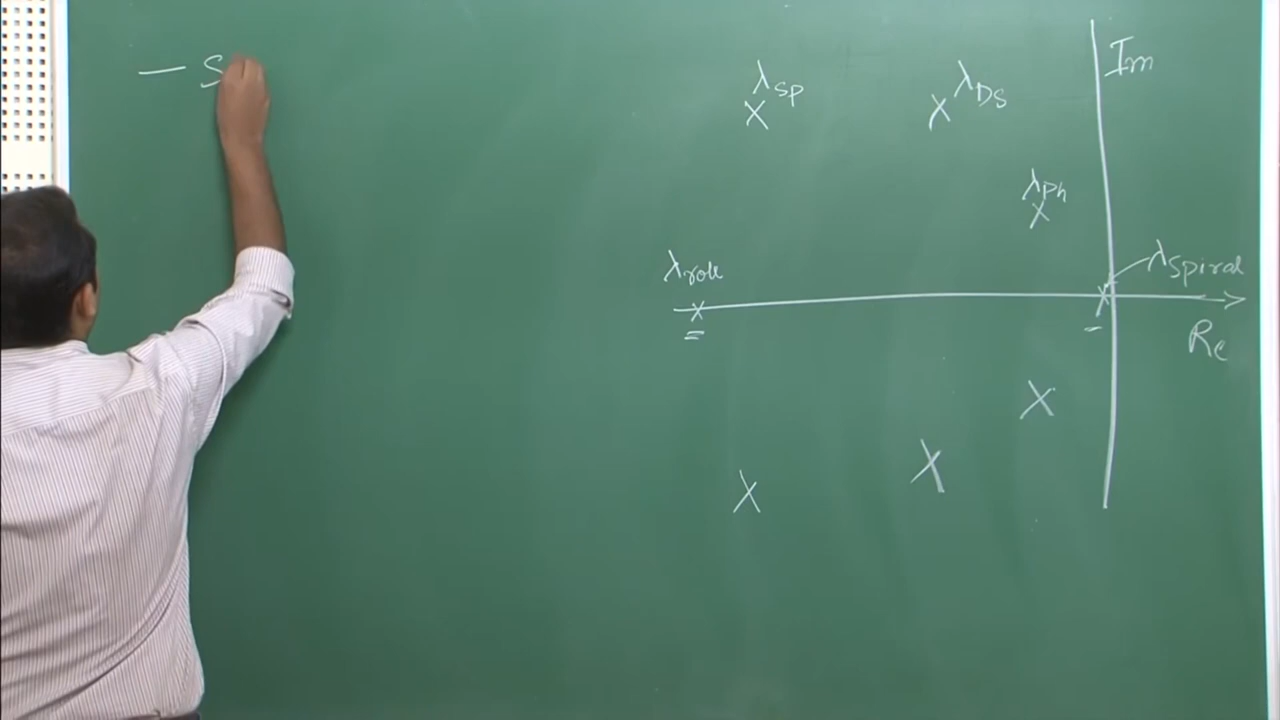 — S
Im
λSP
X
λDS
X
λPh
X
λroll
X
λSpiral
X
Re
X
X
X